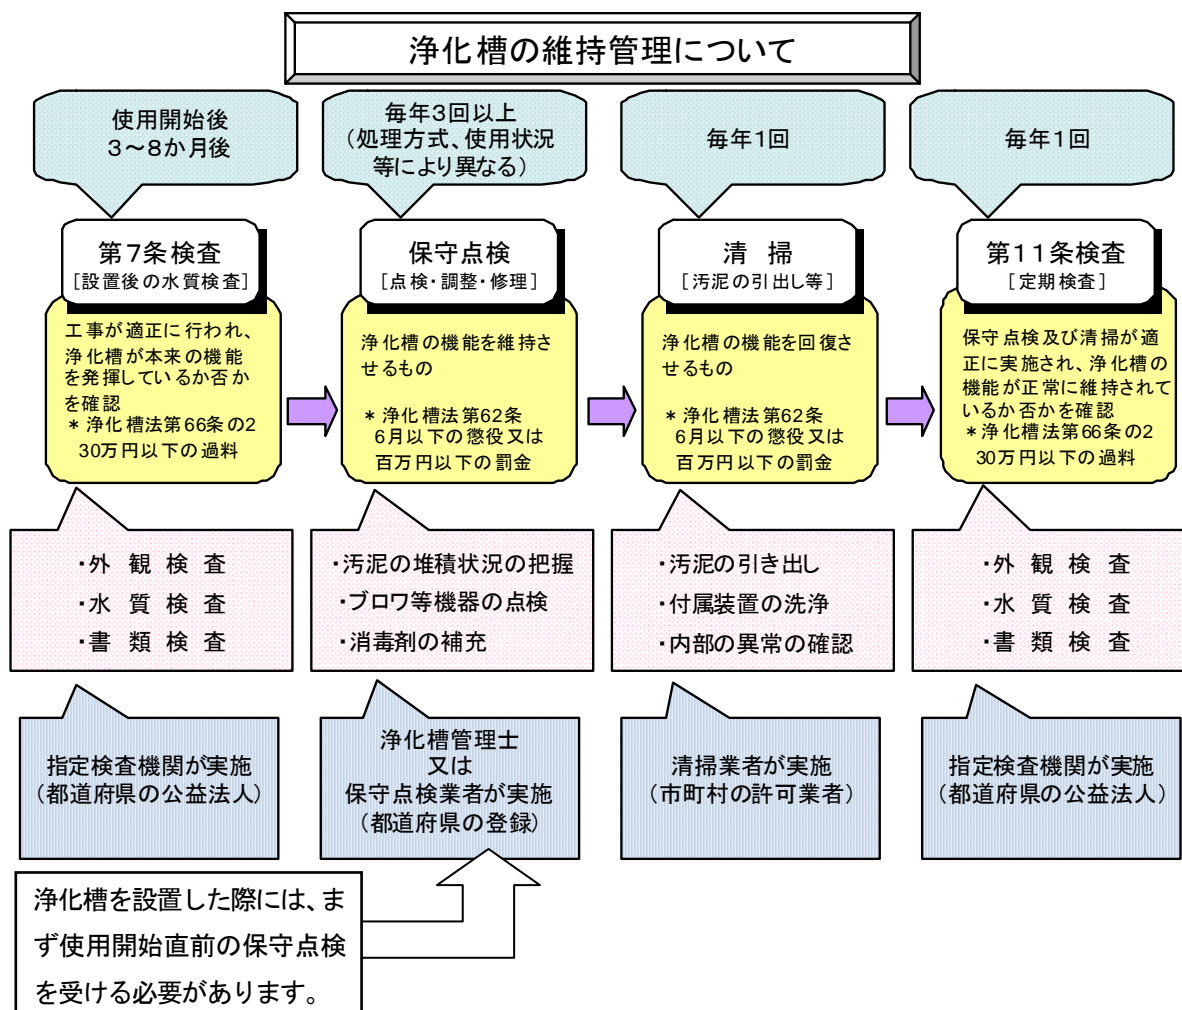 浄化槽の維持管理について
使用開始後
3～8か月後
毎年3回以上
(処理方式、使用状況
等により異なる)
毎年1回
毎年1回
第7条検査
[設置後の水質検査]
工事が適正に行われ、
浄化槽が本来の機能
を発揮しているか否か
を確認
*浄化槽法第66条の2
30万円以下の過料
保守点検
[点検・調整・修理]
浄化槽の機能を維持さ
せるもの
*浄化槽法第62条
6月以下の懲役又は
百万円以下の罰金
清 掃
[汚泥の引出し等]
浄化槽の機能を回復さ
せるもの
*浄化槽法第62条
6月以下の懲役又は
百万円以下の罰金
第11条検査
[定期検査]
保守点検及び清掃が適
正に実施され、浄化槽の
機能が正常に維持されて
いるか否かを確認
*浄化槽法第66条の2
30万円以下の過料
・外 観 検 査
・水 質 検 査
・書 類 検 査
・汚泥の堆積状況の把握
・ブロワ等機器の点検
・消毒剤の補充
・汚泥の引き出し
・付属装置の洗浄
・内部の異常の確認
・外 観 検 査
・水 質 検 査
・書 類 検 査
指定検査機関が実施
(都道府県の公益法人)
浄化槽管理士
又は
保守点検業者が実施
(都道府県の登録)
清掃業者が実施
(市町村の許可業者)
指定検査機関が実施
(都道府県の公益法人)
浄化槽を設置した際には、ま
ず使用開始直前の保守点検
を受ける必要があります。